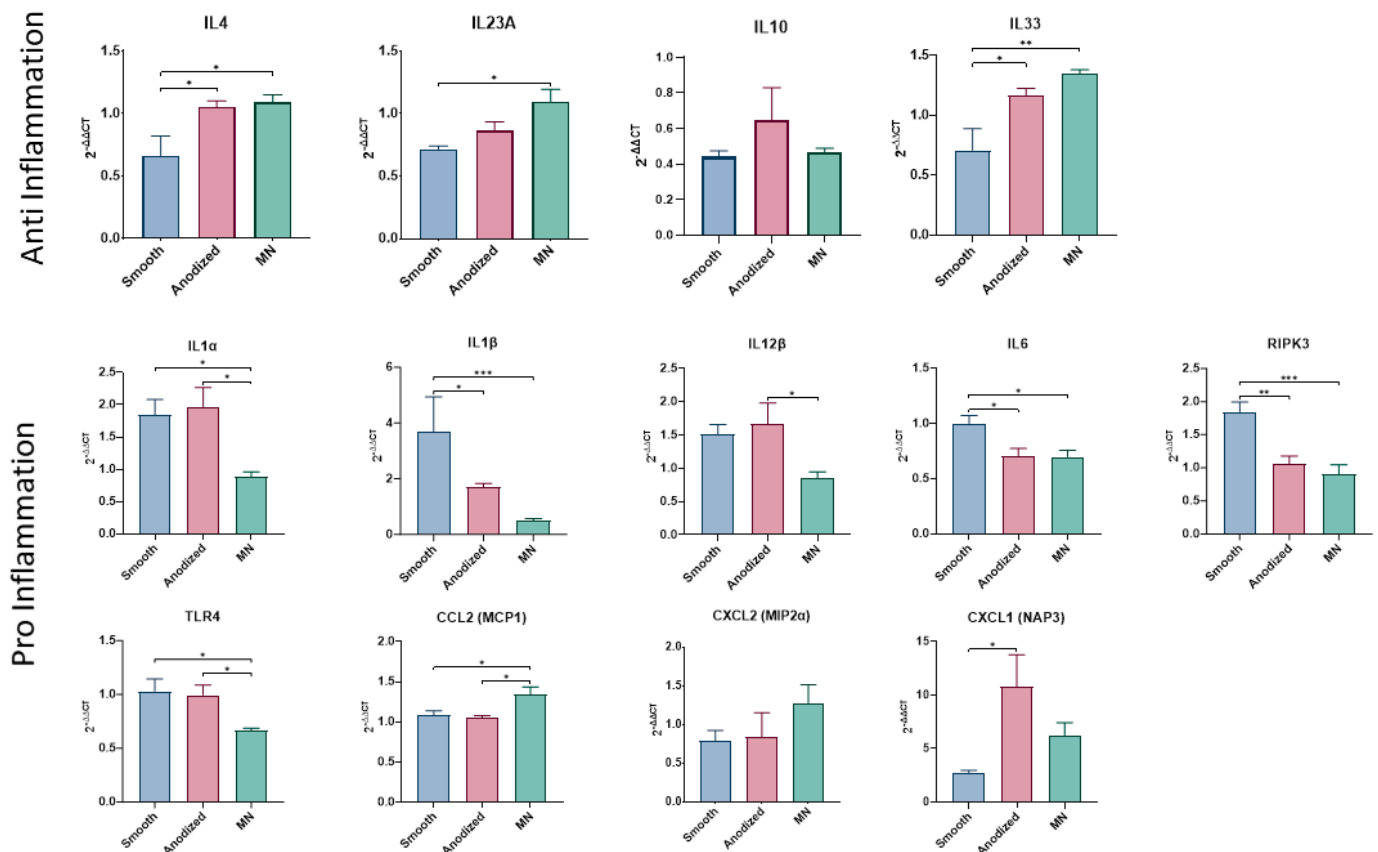 Anti Inflammation
IL4
2-ΔΔCT
1.5
1.0
0.5
0.0
* 
*
Smooth
Anodized
MN
IL23A
2-ΔΔCT
1.5
1.0
0.5
0.0
*
Smooth
Anodized
MN
IL10
2-ΔΔCT
1.0
0.8
0.6
0.4
0.2
0.0
Smooth
Anodized
MN
IL33
2-ΔΔCT
1.5
1.0
0.5
0.0
**
*
Smooth
Anodized
MN
Pro Inflammation
IL1α
2-ΔΔCT
2.5
2.0
1.5
1.0
0.5
0.0
*
*
Smooth
Anodized
MN
IL1β
2-ΔΔCT
6
4
2
0
***
*
Smooth
Anodized
MN
IL12β
2-ΔΔCT
2.5
2.0
1.5
1.0
0.5
0.0
*
Smooth
Anodized
MN
IL6
2-ΔΔCT
1.5
1.0
0.5
0.0
*
*
Smooth
Anodized
MN
RIPK3
2-ΔΔCT
2.5
2.0
1.5
1.0
0.5
0.0
***
**
Smooth
Anodized
MN
TLR4
2-ΔΔCT
1.5
1.0
0.5
0.0
*
*
Smooth
Anodized
MN
CCL2 (MCP1)
2-ΔΔCT
2.0
1.5
1.0
0.5
0.0
*
*
Smooth
Anodized
MN
CXCL2 (MIP2α)
2-ΔΔCT
2.0
1.5
1.0
0.5
0.0
Smooth
Anodized
MN
CXCL1 (NAP3)
2-ΔΔCT
15
10
5
0
*
Smooth
Anodized
MN